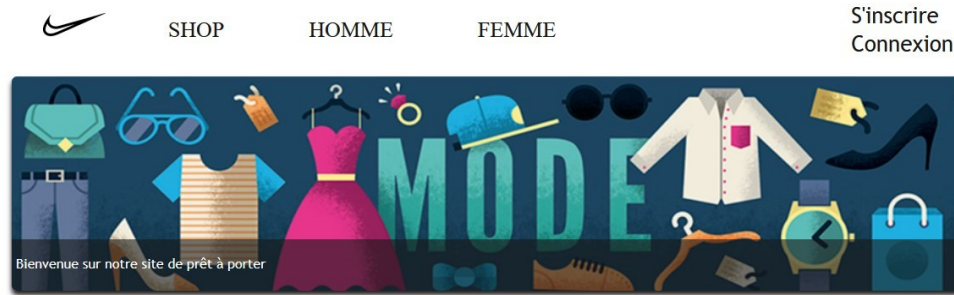 SHOP HOMME FEMME
S'inscrire
Connexion
MODE
Bienvenue sur notre site de prêt à porter